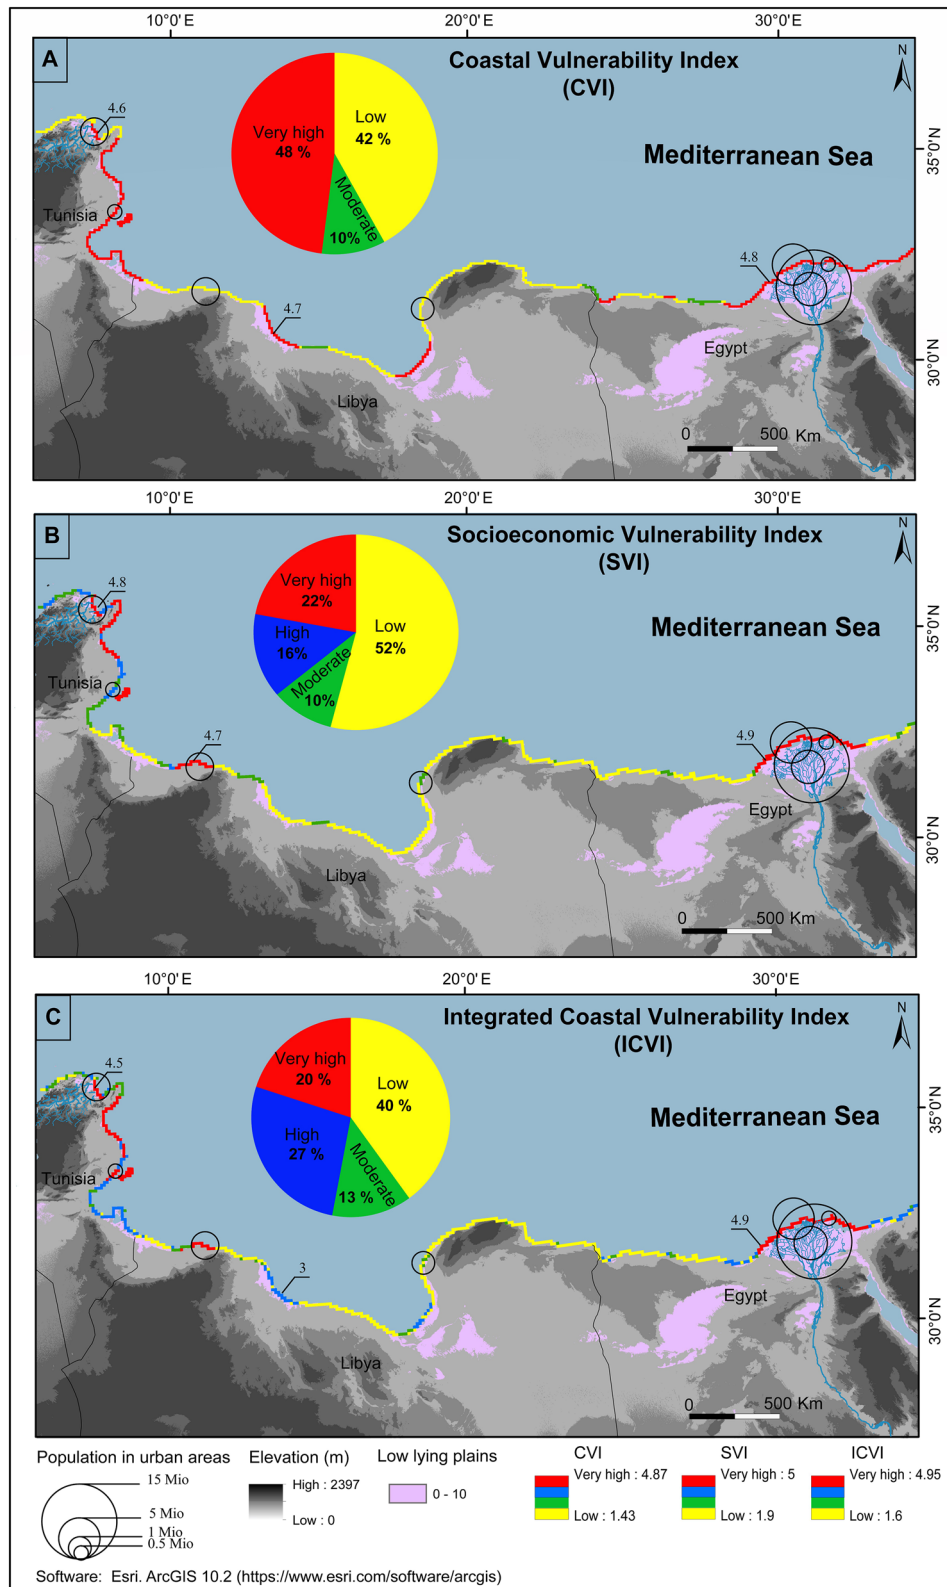 10°0' E 20°0' E 30°0' E
A
Coastal Vulnerability Index
(CVI)
N
4.6
Very high
48 %
Low
42 %
Moderate
10%
Mediterranean Sea
35°0' N
Tunisia
4.8
4.7
Egypt
30°0' N
Libya
0 500 Km
10°0' E 20°0' E 30°0' E
B
Socioeconomic Vulnerability Index
(SVI)
N
4.8
Very high
22%
High
16%
Low
52%
Moderate
10%
Mediterranean Sea
35°0' N
Tunisia
4.7
4.9
Egypt
30°0' N
Libya
0 500 Km
10°0' E 20°0' E 30°0' E
C
Integrated Coastal Vulnerability Index
(ICVI)
N
4.5
Very high
20 %
Low
40 %
High
27 %
Moderate
13 %
Mediterranean Sea
35°0' N
Tunisia
4.9
3
Egypt
30°0' N
Libya
0 500 Km
Population in urban areas
15 Mio
5 Mio
1 Mio
0.5 Mio
Elevation (m)
High : 2397
Low : 0
Low lying plains
0 - 10
CVI
Very high : 4.87
Low : 1.43
SVI
Very high : 5
Low : 1.9
ICVI
Very high : 4.95
Low : 1.6
Software: Esri. ArcGIS 10.2 (https://www.esri.com/software/arcgis)